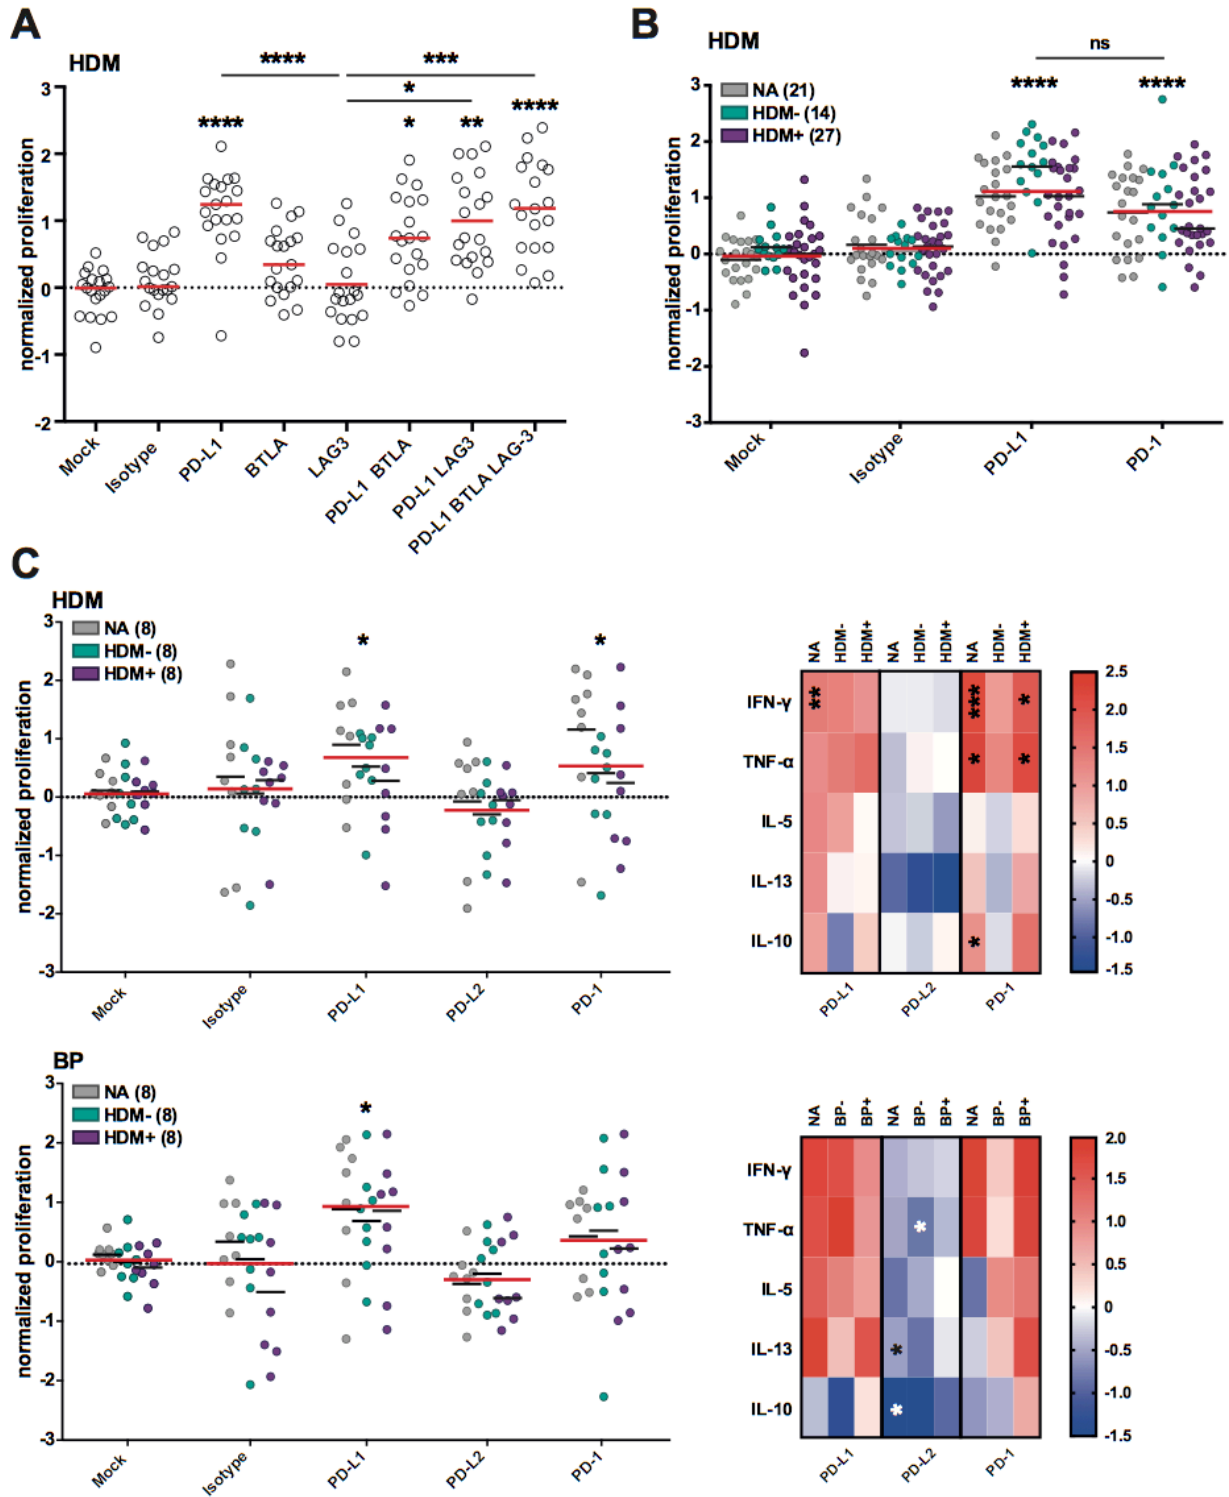 A
HDM
**** ***
*
**** * ** ****
normalized proliferation
3
2
1
0
-1
-2
Mock
Isotype
PD-L1
BTLA
LAG3
PD-L1 BTLA
PD-L1 LAG3
PD-L1 BTLA LAG-3
B
HDM
ns
NA (21)
HDM- (14)
HDM+ (27)
**** ****
normalized proliferation
3
2
1
0
-1
-2
-3
Mock
Isotype
PD-L1
PD-1
C
HDM
NA (8)
HDM- (8)
HDM+ (8)
* *
normalized proliferation
3
2
1
0
-1
-2
-3
Mock
Isotype
PD-L1
PD-L2
PD-1
NA HDM- HDM+ NA HDM- HDM+ NA HDM- HDM+
IFN-γ ** *** *
TNF-α * *
IL-5
IL-13
IL-10 *
PD-L1 PD-L2 PD-1
2.5
2.0
1.5
1.0
0.5
0
-0.5
-1.0
-1.5
BP
NA (8)
HDM- (8)
HDM+ (8)
*
normalized proliferation
3
2
1
0
-1
-2
-3
Mock
Isotype
PD-L1
PD-L2
PD-1
NA BP- BP+ NA BP- BP+ NA BP- BP+
IFN-γ
TNF-α *
IL-5
IL-13 *
IL-10 *
PD-L1 PD-L2 PD-1
2.0
1.5
1.0
0.5
0
-0.5
-1.0
-1.5